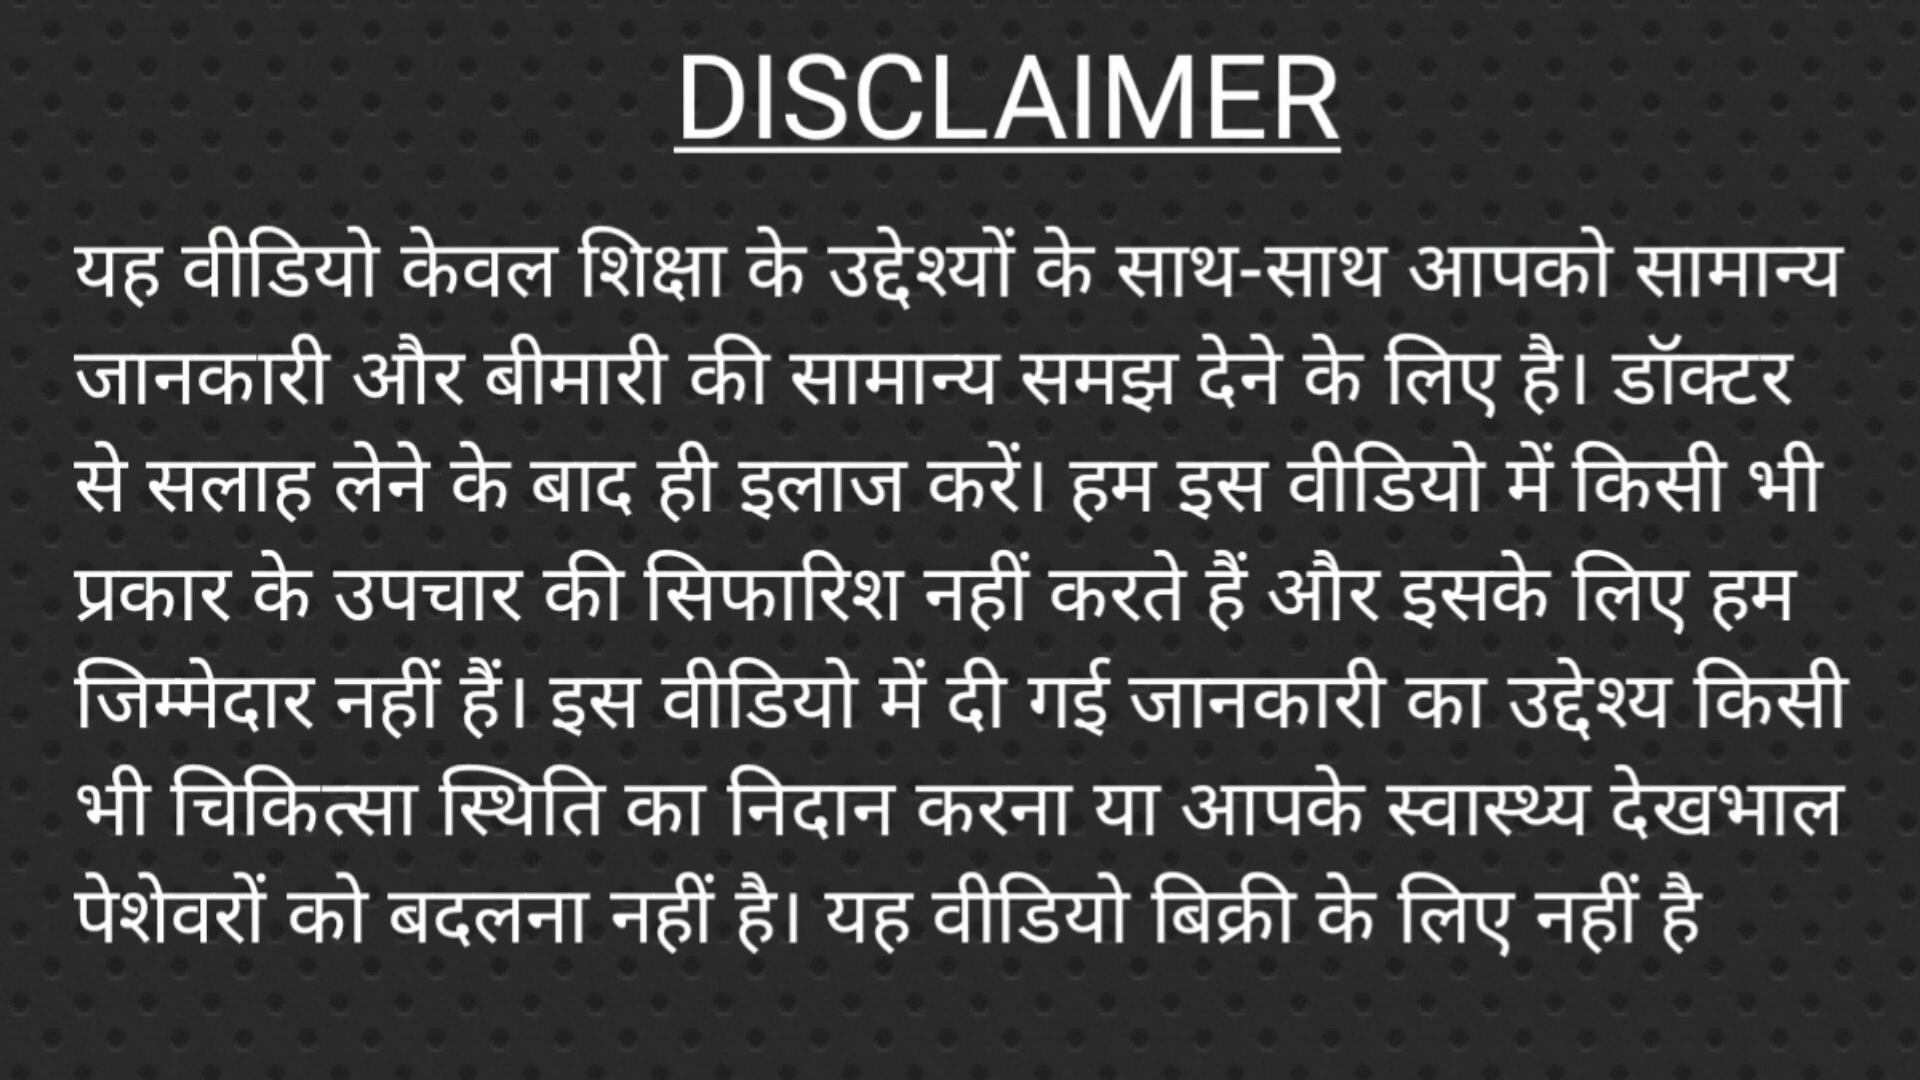 DISCLAIMER
यह वीडियो केवल शिक्षा के उद्देश्यों के साथ-साथ आपको सामान्य
जानकारी और बीमारी की सामान्य समझ देने के लिए है। डॉक्टर
से सलाह लेने के बाद ही इलाज करें। हम इस वीडियो में किसी भी
प्रकार के उपचार की सिफारिश नहीं करते हैं और इसके लिए हम
जिम्मेदार नहीं हैं। इस वीडियो में दी गई जानकारी का उद्देश्य किसी
भी चिकित्सा स्थिति का निदान करना या आपके स्वास्थ्य देखभाल
पेशेवरों को बदलना नहीं है। यह वीडियो बिक्री के लिए नहीं है